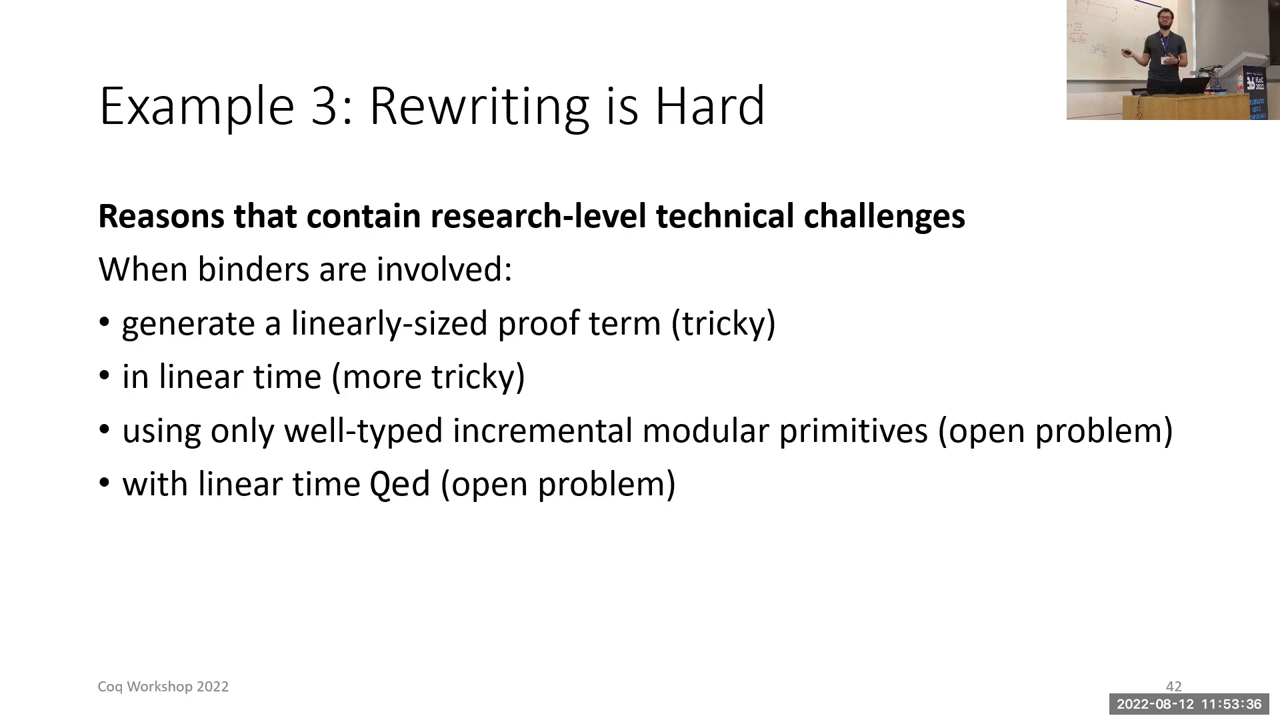 Example 3: Rewriting is Hard
Reasons that contain research-level technical challenges
When binders are involved:
• generate a linearly-sized proof term (tricky)
• in linear time (more tricky)
• using only well-typed incremental modular primitives (open problem)
• with linear time Qed (open problem)
Coq Workshop 2022
42
2022-08-12 11:53:36